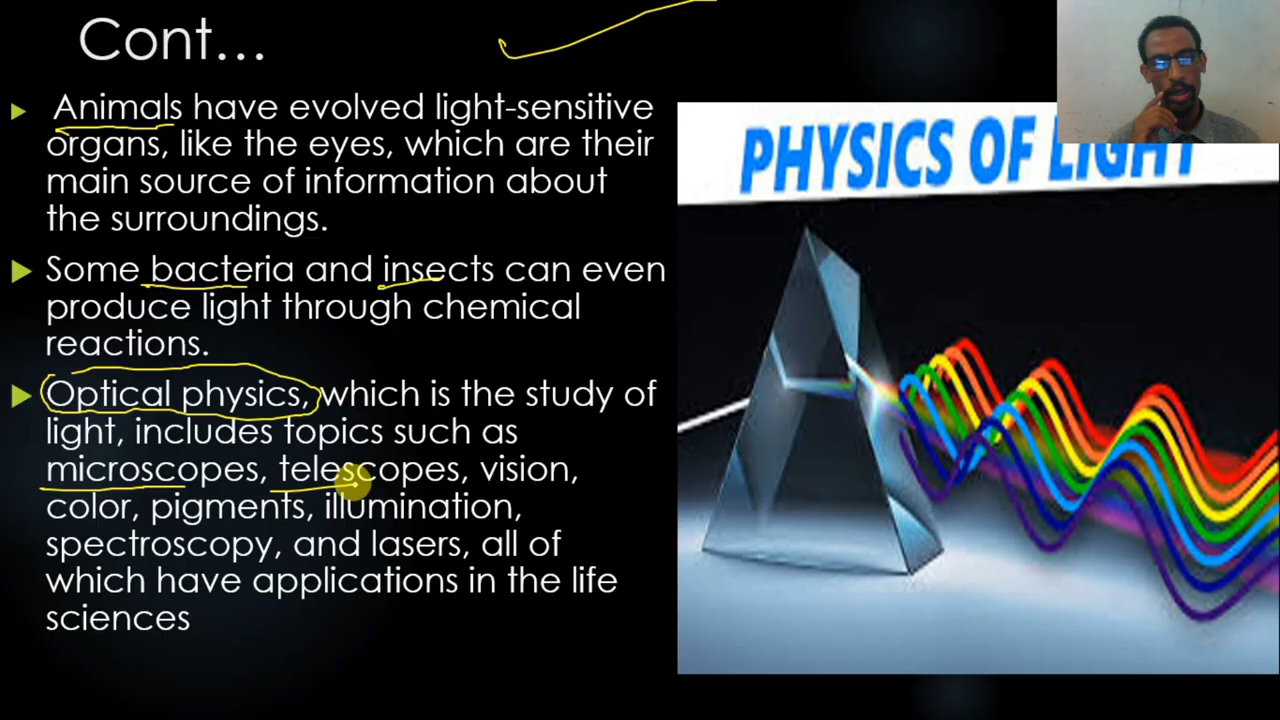 Cont...
Animals have evolved light-sensitive
organs, like the eyes, which are their
main source of information about
the surroundings.
Some bacteria and insects can even
produce light through chemical
reactions.
Optical physics, which is the study of
light, includes topics such as
microscopes, telescopes, vision,
color, pigments, illumination,
spectroscopy, and lasers, all of
which have applications in the life
sciences
PHYSICS OF LIGHT